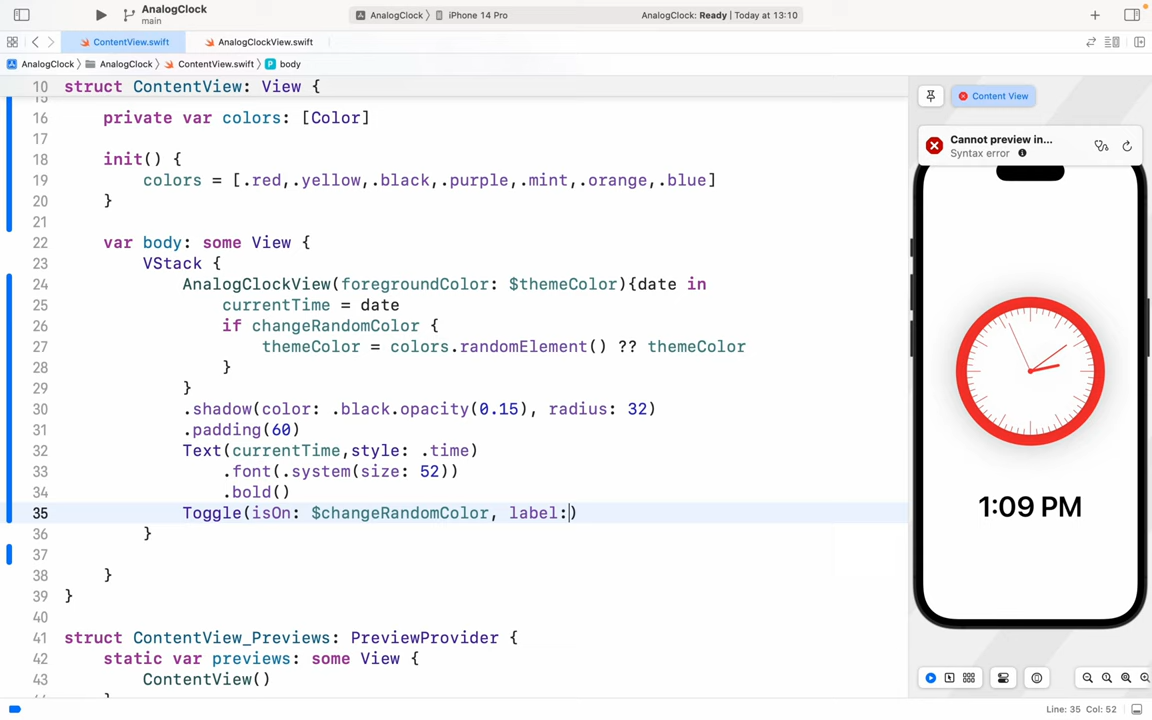 AnalogClock
main
AnalogClock
iPhone 14 Pro
AnalogClock: Ready | Today at 13:10
ContentView.swift
AnalogClockView.swift
AnalogClock
AnalogClock
ContentView.swift
P
body
10 struct ContentView: View {
16 private var colors: [Color]
17
18 init() {
19 colors = [.red,.yellow,.black,.purple,.mint,.orange,.blue]
20 }
21
22 var body: some View {
23 VStack {
24 AnalogClockView(foregroundColor: $themeColor){date in
25 currentTime = date
26 if changeRandomColor {
27 themeColor = colors.randomElement() ?? themeColor
28 }
29 }
30 .shadow(color: .black.opacity(0.15), radius: 32)
31 .padding(60)
32 Text(currentTime,style: .time)
33 .font(.system(size: 52))
34 .bold()
35 Toggle(isOn: $changeRandomColor, label:)
36 }
37
38 }
39 }
40
41 struct ContentView_Previews: PreviewProvider {
42 static var previews: some View {
43 ContentView()
Content View
Cannot preview in...
Syntax error
1:09 PM
Line: 35 Col: 52